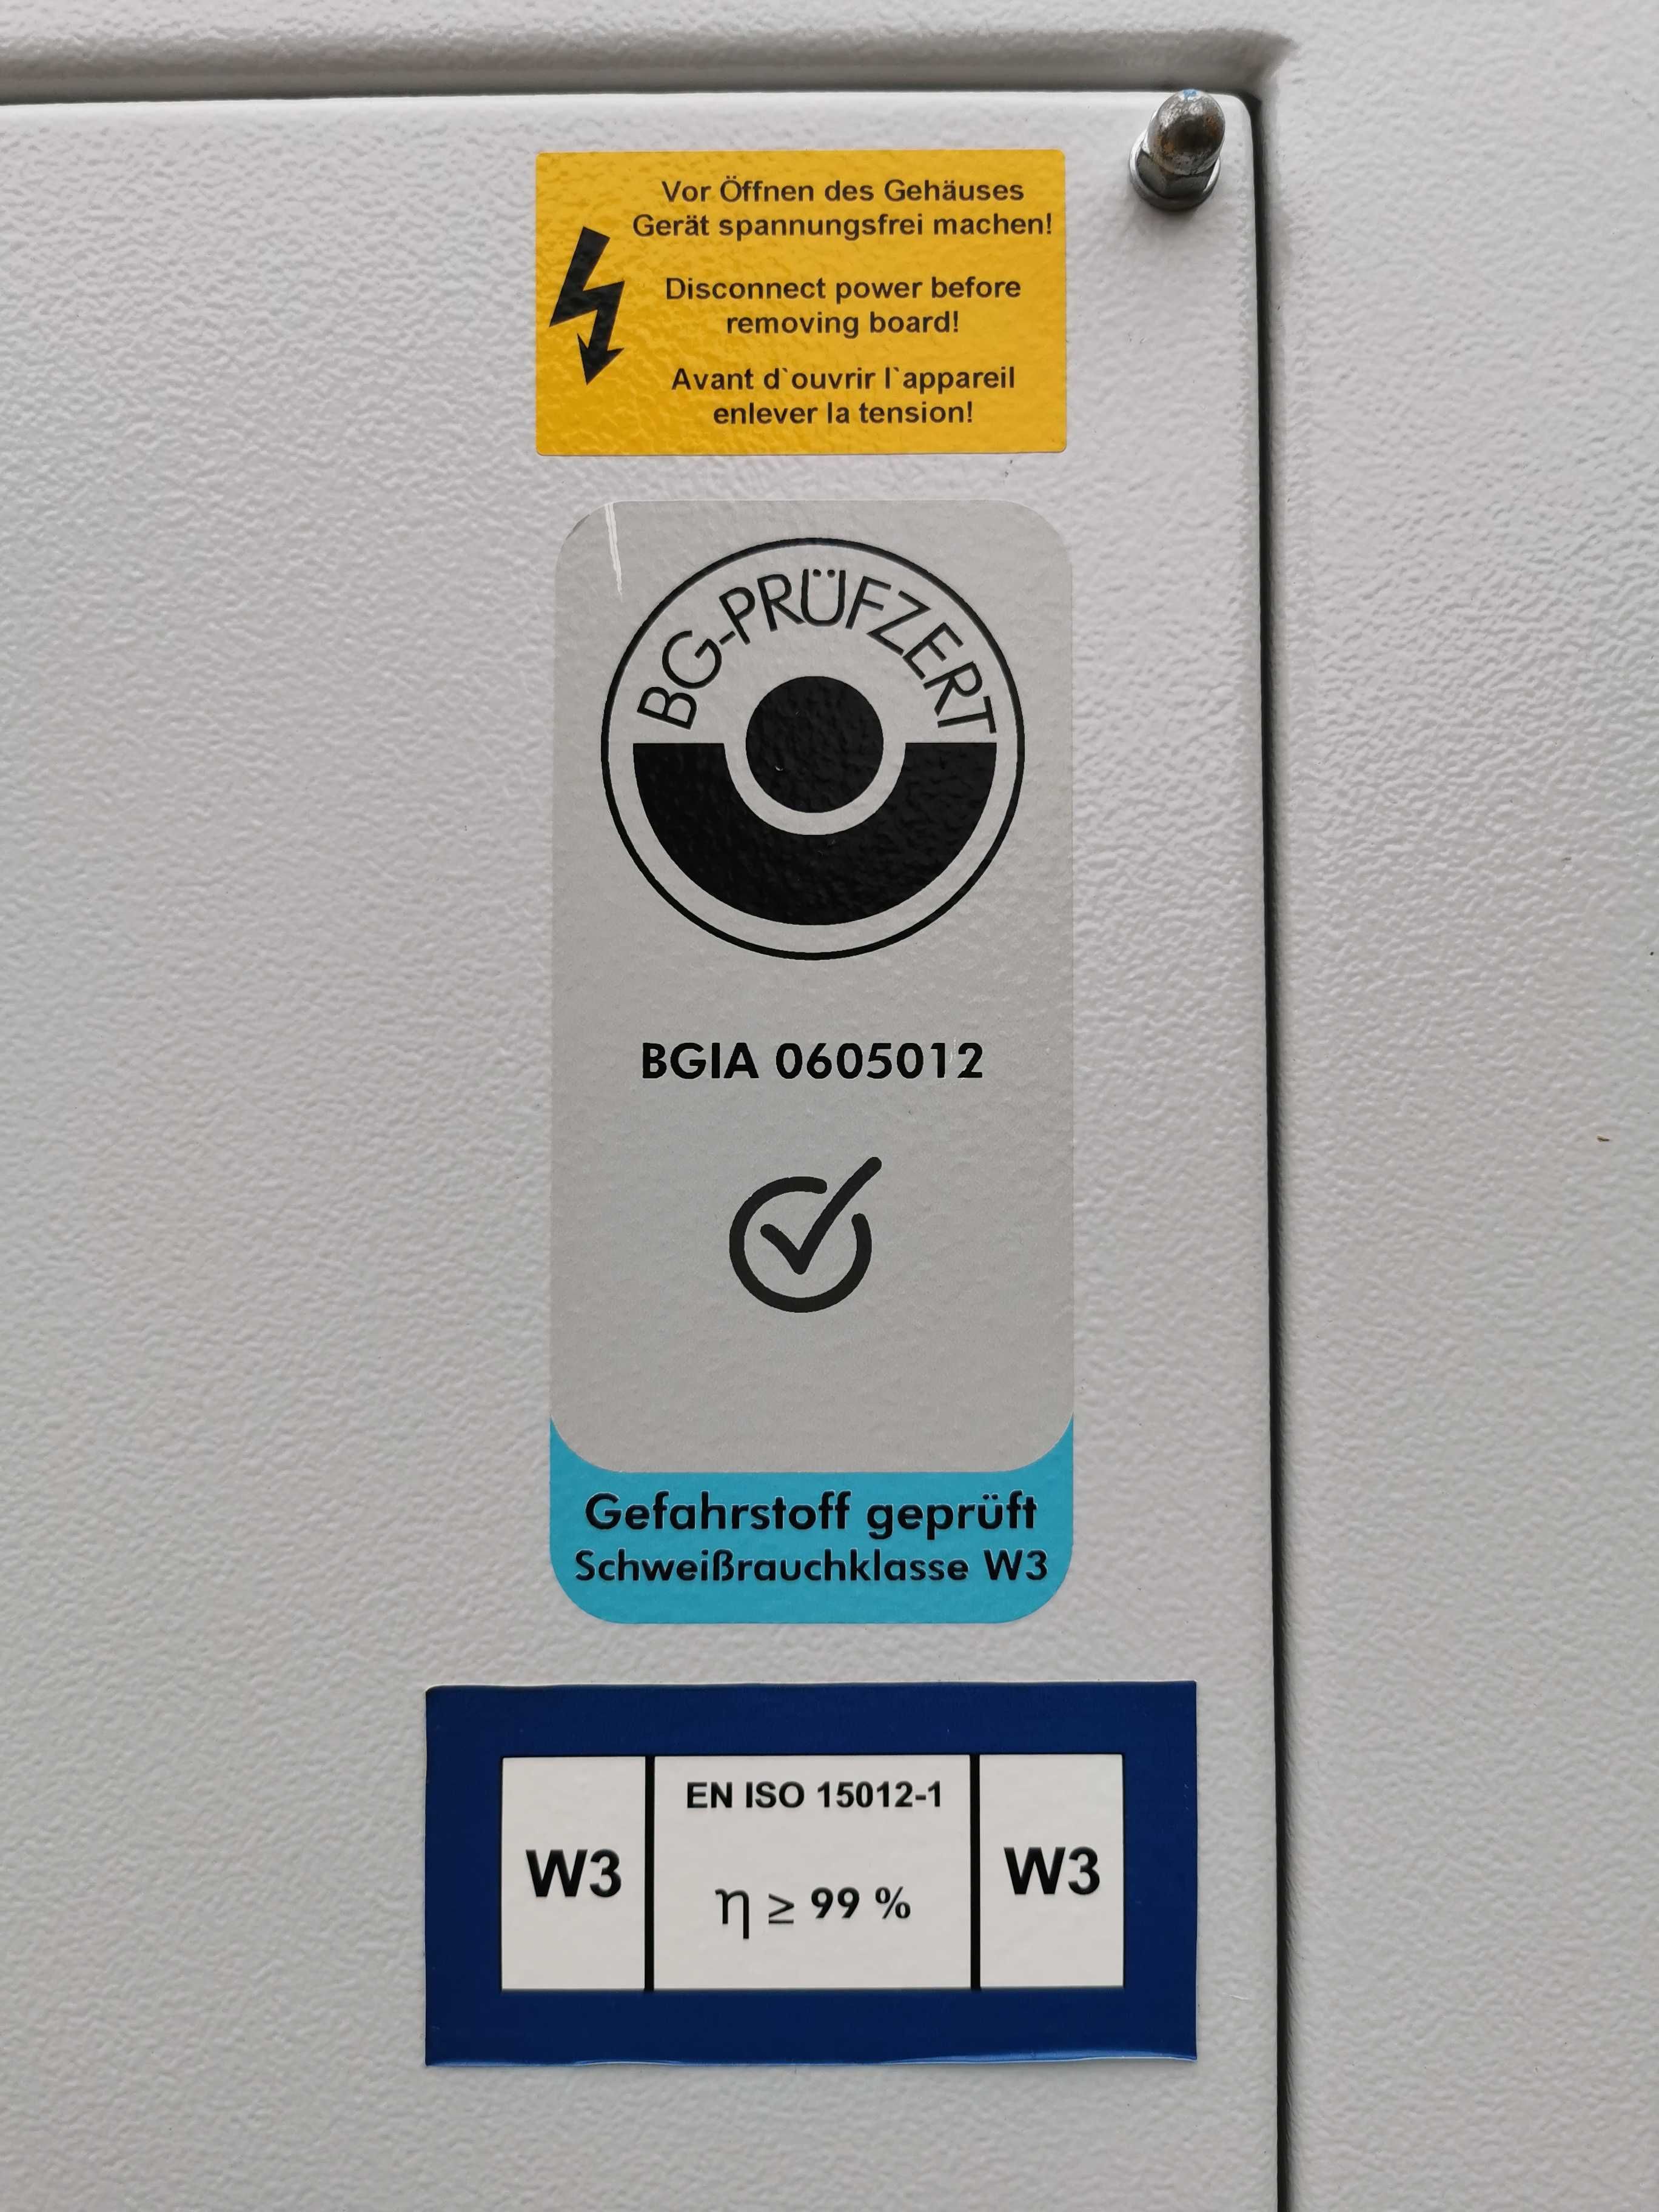 Vor Öffnen des Gehäuses
Gerät spannungsfrei machen!
Disconnect power before
removing board!
Avant d`ouvrir l`appareil
enlever la tension!
BG-PRÜFZERT
BGIA 0605012
Gefahrstoff geprüft
Schweißrauchklasse W3
EN ISO 15012-1
W3
η ≥ 99 %
W3